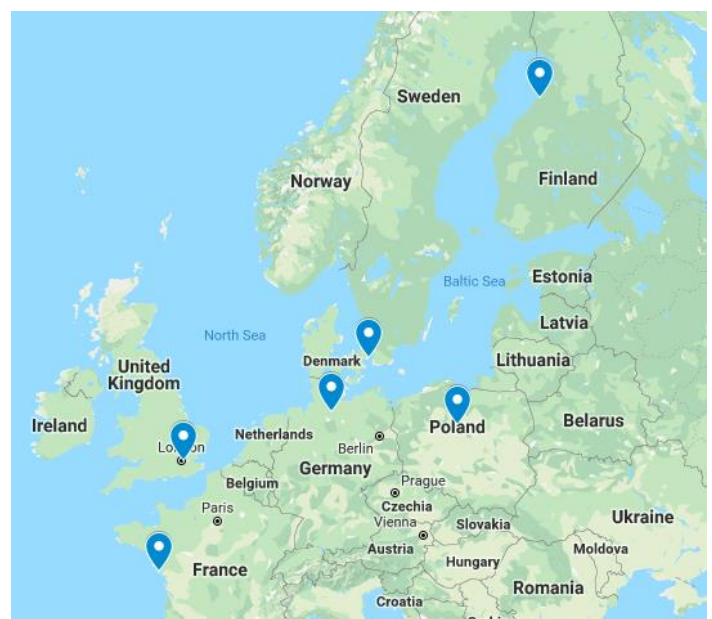 Sweden
Finland
Norway
Estonia
Baltic Sea
Latvia
North Sea
Denmark
Lithuania
United
Kingdom
Ireland
Belarus
Poland
Netherlands
Berlin
London
Germany
Belgium
Prague
Paris
Czechia
Ukraine
Vienna
Slovakia
Austria
Moldova
Hungary
France
Romania
Croatia